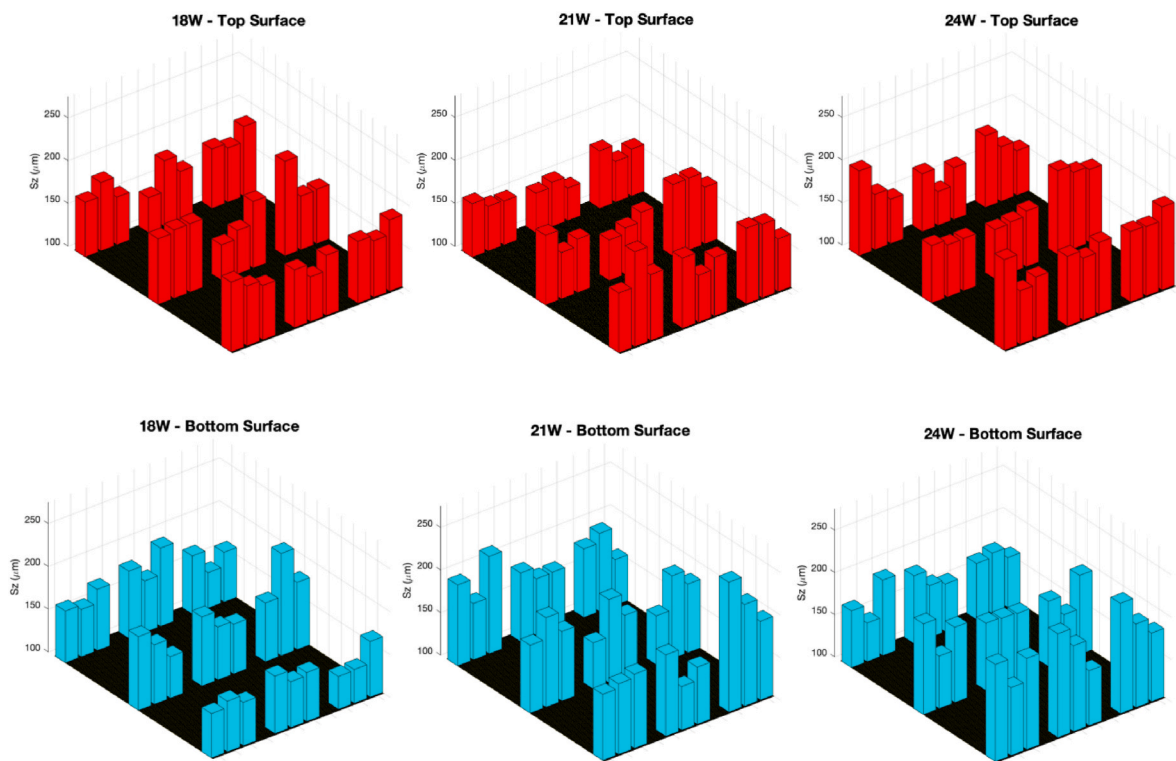 18W - Top Surface
21W - Top Surface
24W - Top Surface
250
200
150
100
Sz (μm)
250
200
150
100
Sz (μm)
250
200
150
100
Sz (μm)
18W - Bottom Surface
21W - Bottom Surface
24W - Bottom Surface
250
200
150
100
Sz (μm)
250
200
150
100
Sz (μm)
250
200
150
100
Sz (μm)